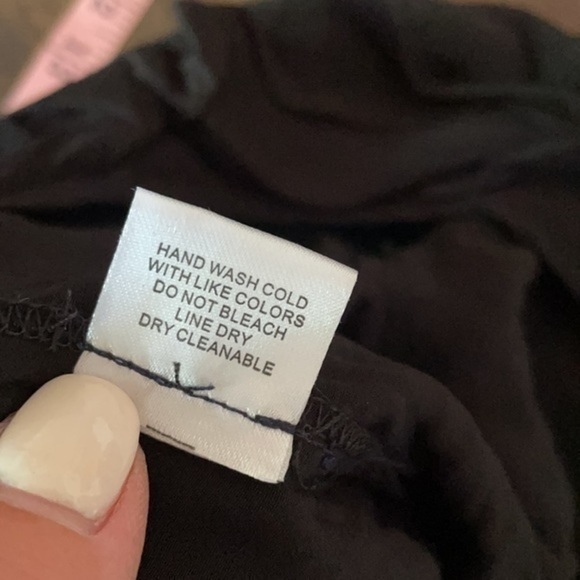 HAND WASH COLD
WITH LIKE COLORS
DO NOT BLEACH
LINE DRY
DRY CLEANABLE